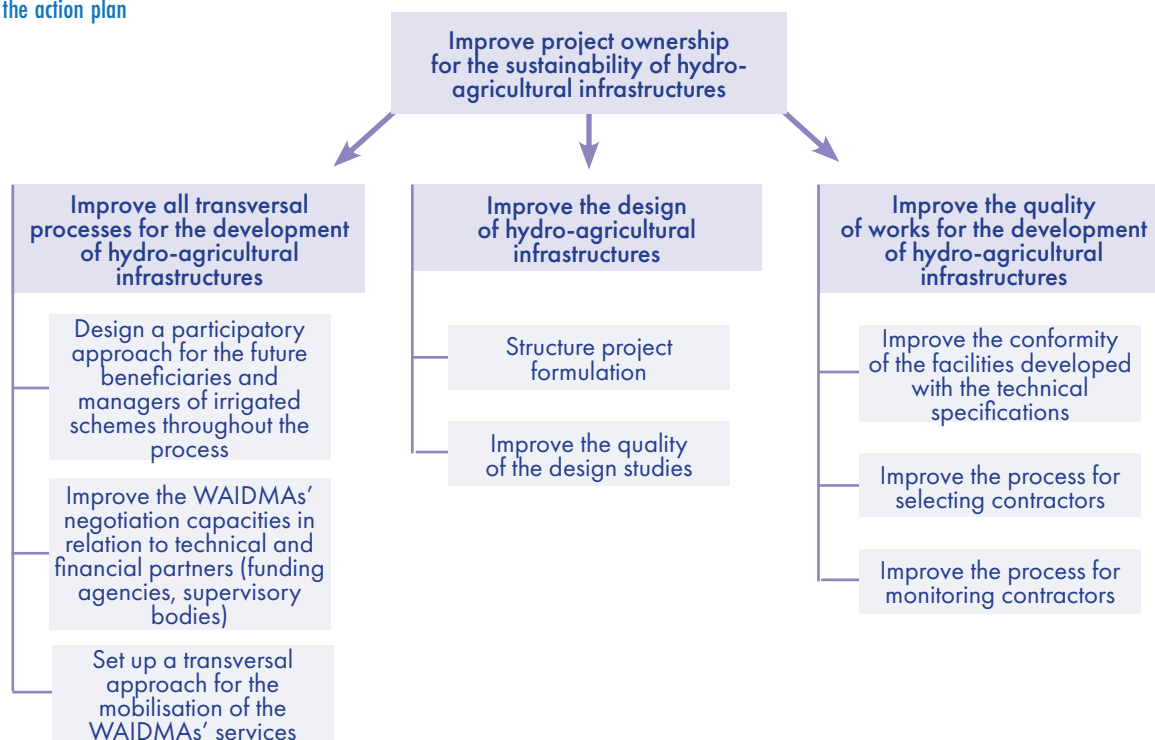 the action plan
Improve project ownership
for the sustainability of hydro-
agricultural infrastructures
Improve all transversal
processes for the development
of hydro-agricultural
infrastructures
Design a participatory
approach for the future
beneficiaries and
managers of irrigated
schemes throughout the
process
Improve the WAIDMAs’
negotiation capacities in
relation to technical and
financial partners (funding
agencies, supervisory
bodies)
Set up a transversal
approach for the
mobilisation of the
WAIDMAs’ services
Improve the design
of hydro-agricultural
infrastructures
Structure project
formulation
Improve the quality
of the design studies
Improve the quality
of works for the development
of hydro-agricultural
infrastructures
Improve the conformity
of the facilities developed
with the technical
specifications
Improve the process for
selecting contractors
Improve the process for
monitoring contractors